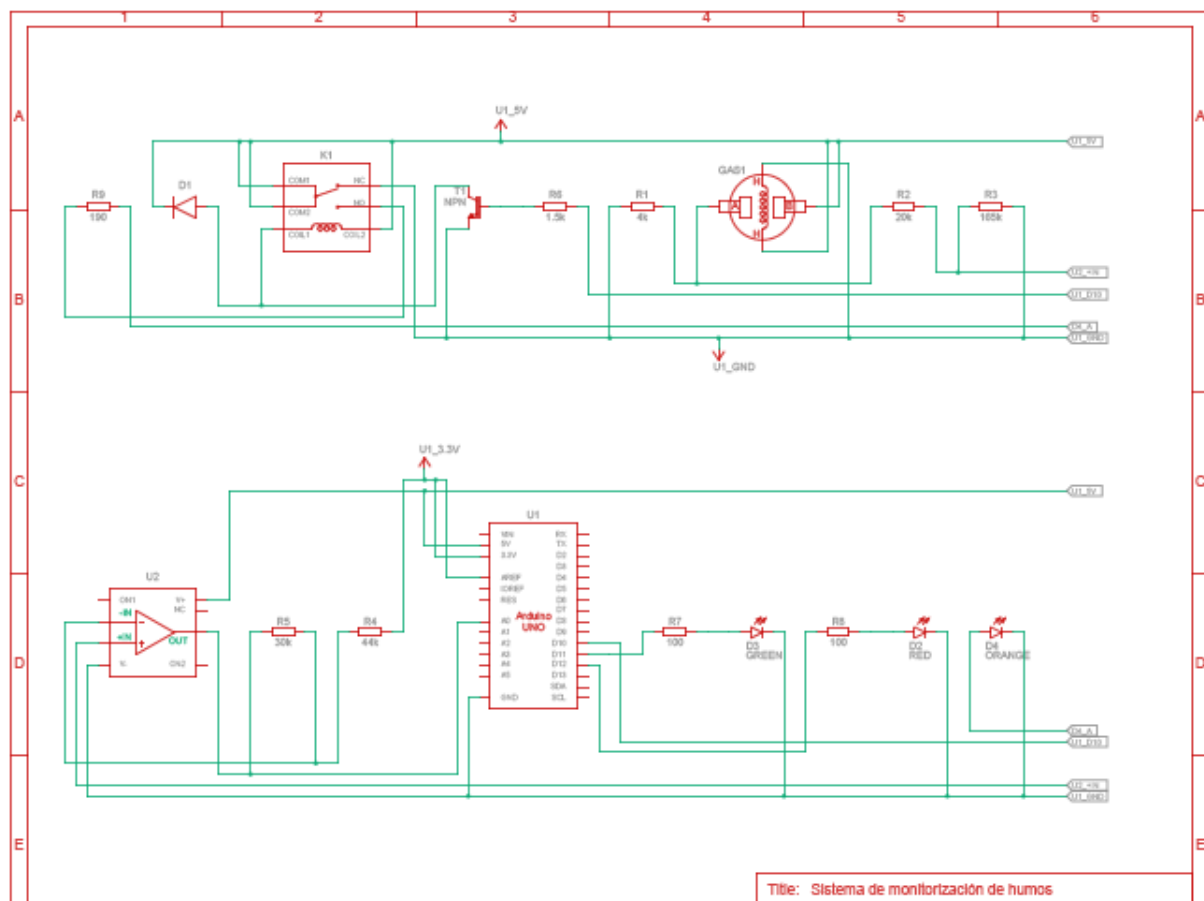 1 2 3 4 5 6
A A
U1_5V
U1_5V
K1
GAS1
D1
COM1 NC
H
T1
NPN
R9
190
COM2 NO
R6
1.5k
R1
4k
A B
R2
20k
R3
165k
COIL1 COIL2
H
U2_+IN
B B
U1_D10
D4_A
U1_GND
U1_GND
U1_3.3V
C C
U1_5V
U1
VIN RX
5V TX
3.3V D2
D3
AREF D4
IOREF D5
RES D6
D7
Arduino
UNO
A0 D8
A1 D9
A2 D10
A3 D11
A4 D12
A5 D13
SDA
GND SCL
U2
V+
-IN NC
+IN OUT
V-
ON2
R5
30k
R4
44k
R7
100
D3
GREEN
100
D2
RED
D4
ORANGE
D D
D4_A
U1_D10
U2_+IN
U1_GND
E E
Title: Sistema de monitorización de humos